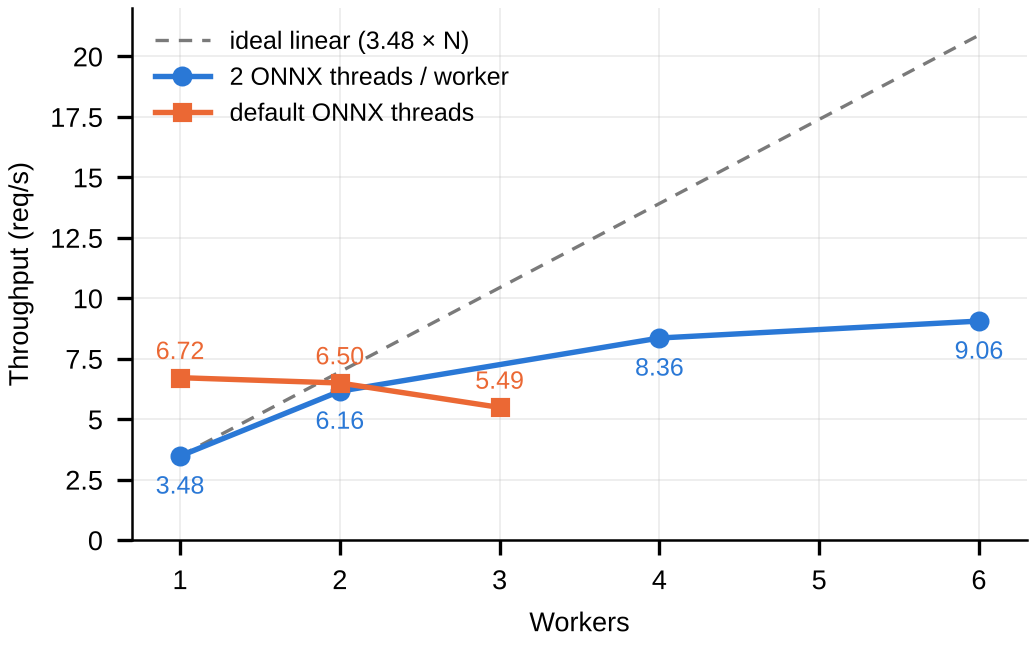 ideal linear (3.48 × N)
2 ONNX threads / worker
default ONNX threads
Throughput (req/s)
20
17.5
15
12.5
10
7.5
5
2.5
0
6.72
6.50
5.49
3.48
6.16
8.36
9.06
1 2 3 4 5 6
Workers